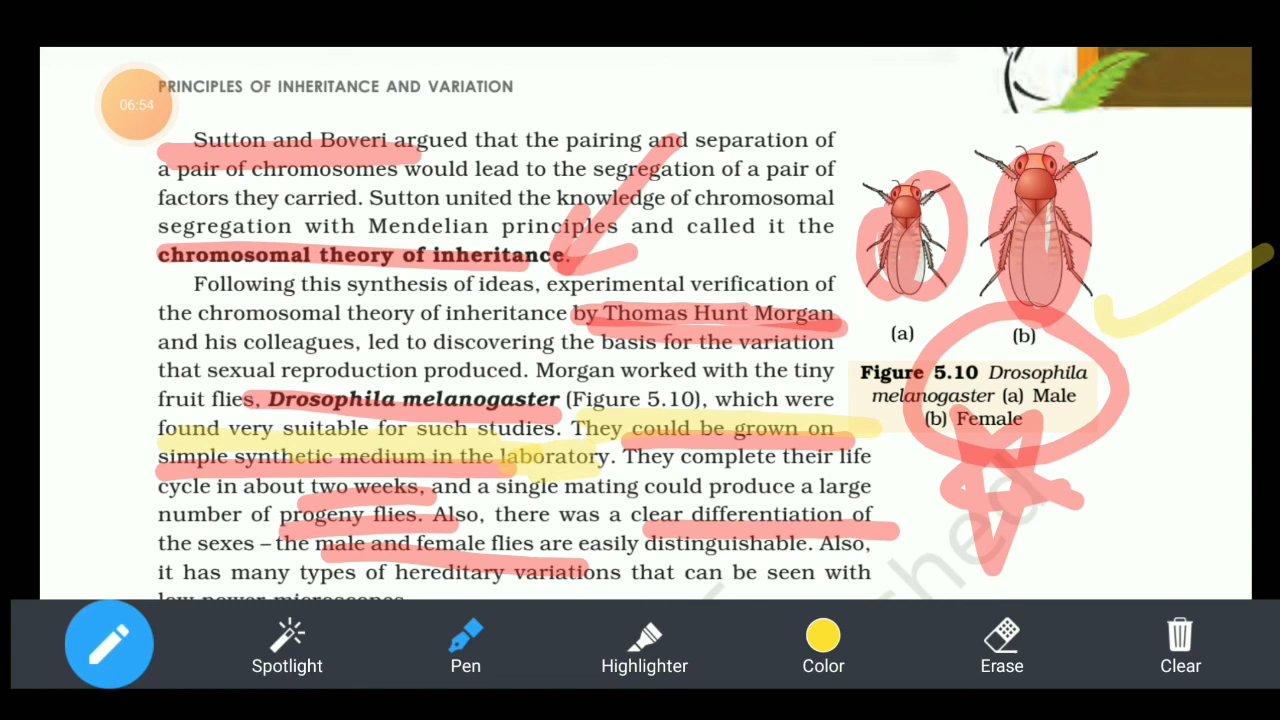 PRINCIPLES OF INHERITANCE AND VARIATION
06:54
Sutton and Boveri argued that the pairing and separation of
a pair of chromosomes would lead to the segregation of a pair of
factors they carried. Sutton united the knowledge of chromosomal
segregation with Mendelian principles and called it the
chromosomal theory of inheritance.
Following this synthesis of ideas, experimental verification of
the chromosomal theory of inheritance by Thomas Hunt Morgan
and his colleagues, led to discovering the basis for the variation
that sexual reproduction produced. Morgan worked with the tiny
fruit flies, Drosophila melanogaster (Figure 5.10), which were
found very suitable for such studies. They could be grown on
simple synthetic medium in the laboratory. They complete their life
cycle in about two weeks, and a single mating could produce a large
number of progeny flies. Also, there was a clear differentiation of
the sexes – the male and female flies are easily distinguishable. Also,
it has many types of hereditary variations that can be seen with
low power microscopes.
(a)
(b)
Figure 5.10 Drosophila
melanogaster (a) Male
(b) Female
Spotlight
Pen
Highlighter
Color
Erase
Clear